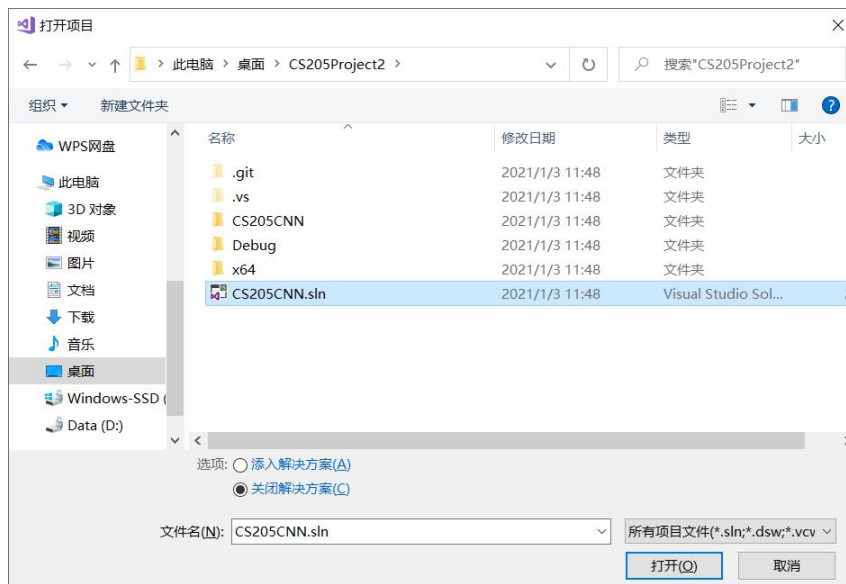 打开项目
此电脑 > 桌面 > CS205Project2 >
搜索"CS205Project2"
组织 新建文件夹
名称 修改日期 类型 大小
WPS网盘
此电脑
3D 对象
视频
图片
文档
下载
音乐
桌面
Windows-SSD (
Data (D:)
.git 2021/1/3 11:48 文件夹
.vs 2021/1/3 11:48 文件夹
CS205CNN 2021/1/3 11:48 文件夹
Debug 2021/1/3 11:48 文件夹
x64 2021/1/3 11:48 文件夹
CS205CNN.sln 2021/1/3 11:48 Visual Studio Sol...
选项: 添入解决方案(A)
关闭解决方案(C)
文件名(N): CS205CNN.sln 所有项目文件(*.sln;*.dsw;*.vcv
打开(O) 取消